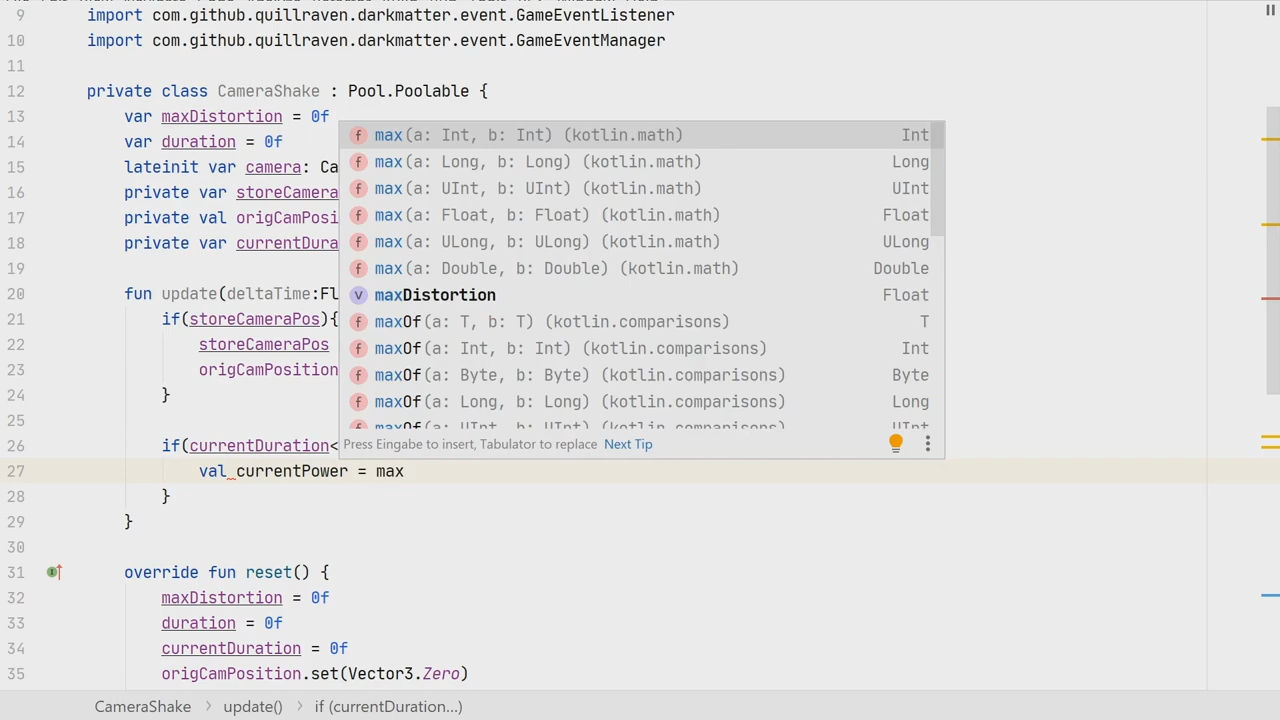 9 import com.github.quillraven.darkmatter.event.GameEventListener
10 import com.github.quillraven.darkmatter.event.GameEventManager
11
12 private class CameraShake : Pool.Poolable {
13 var maxDistortion = 0f
14 var duration = 0f
15 lateinit var camera: Ca
16 private var storeCamera
17 private val origCamPosi
18 private var currentDura
19
20 fun update(deltaTime:Fl
21 if(storeCameraPos){
22 storeCameraPos
23 origCamPosition
24 }
25
26 if(currentDuration<
27 val currentPower = max
28 }
29 }
30
31 override fun reset() {
32 maxDistortion = 0f
33 duration = 0f
34 currentDuration = 0f
35 origCamPosition.set(Vector3.Zero)
f max(a: Int, b: Int) (kotlin.math) Int
f max(a: Long, b: Long) (kotlin.math) Long
f max(a: UInt, b: UInt) (kotlin.math) UInt
f max(a: Float, b: Float) (kotlin.math) Float
f max(a: ULong, b: ULong) (kotlin.math) ULong
f max(a: Double, b: Double) (kotlin.math) Double
v maxDistortion Float
f maxOf(a: T, b: T) (kotlin.comparisons) T
f maxOf(a: Int, b: Int) (kotlin.comparisons) Int
f maxOf(a: Byte, b: Byte) (kotlin.comparisons) Byte
f maxOf(a: Long, b: Long) (kotlin.comparisons) Long
f maxOf(a: UInt, b: UInt) (kotlin.comparisons) UInt
Press Eingabe to insert, Tabulator to replace Next Tip
CameraShake > update() > if (currentDuration...)